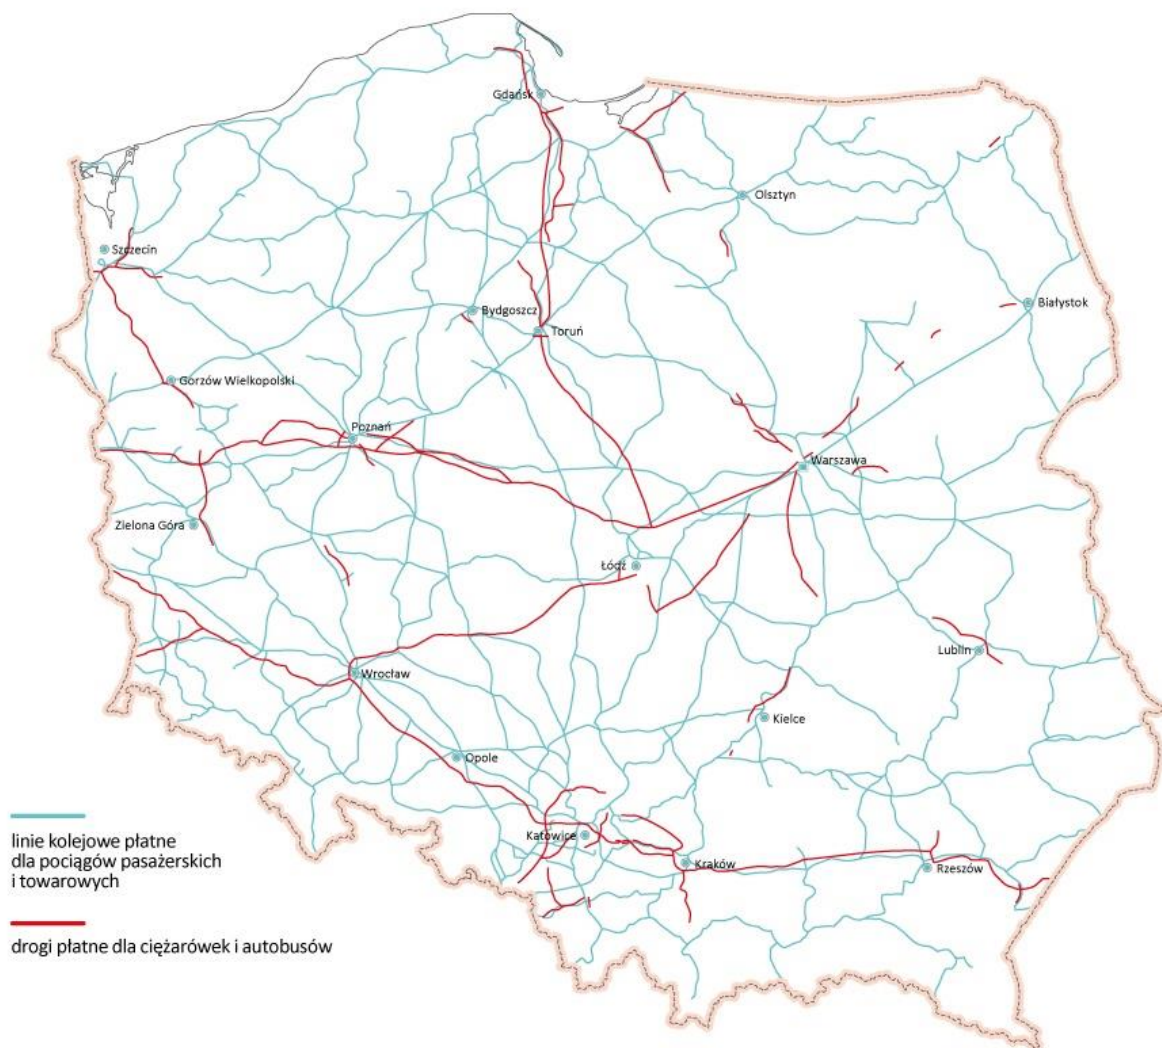 Gdańsk
Olsztyn
Szczecin
Białystok
Bydgoszcz
Toruń
Gorzów Wielkopolski
Poznań
Warszawa
Zielona Góra
Łódź
Lublin
Wrocław
Kielce
Opole
Katowice
Kraków
Rzeszów
linie kolejowe płatne
dla pociągów pasażerskich
i towarowych
drogi płatne dla ciężarówek i autobusów